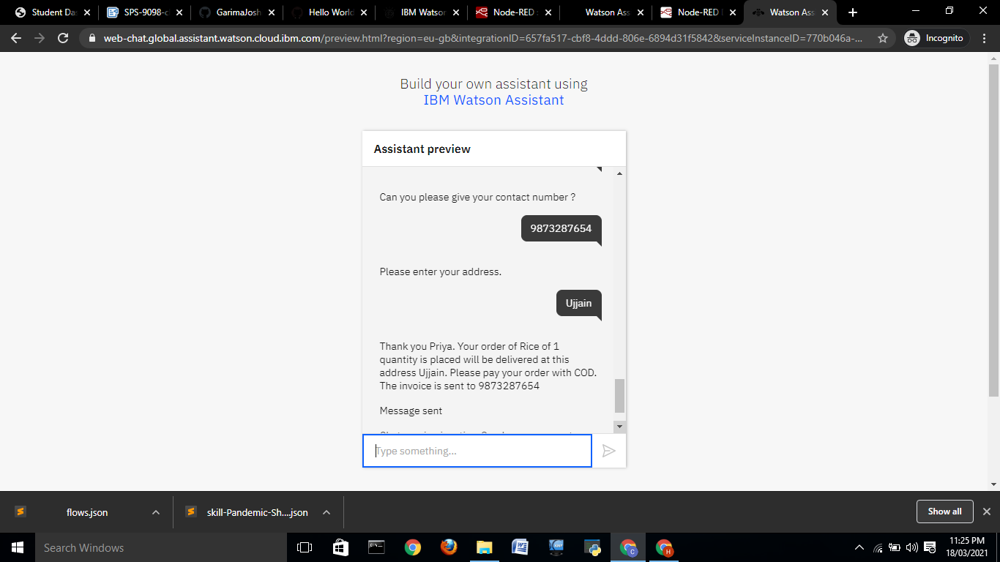 Student Da
SPS-9098-c
GarimaJosh
Hello World
IBM Watson
Node-RED :
Watson Ass
Node-RED
Watson Ass
web-chat.global.assistant.watson.cloud.ibm.com/preview.html?region=eu-gb&integrationID=657fa517-cbf8-4ddd-806e-6894d31f5842&serviceInstanceID=770b046a-...
Incognito
Build your own assistant using
IBM Watson Assistant
Assistant preview
Can you please give your contact number ?
9873287654
Please enter your address.
Ujjain
Thank you Priya. Your order of Rice of 1
quantity is placed will be delivered at this
address Ujjain. Please pay your order with COD.
The invoice is sent to 9873287654
Message sent
Type something...
flows.json
skill-Pandemic-Sh....json
Show all
Search Windows
11:25 PM
18/03/2021